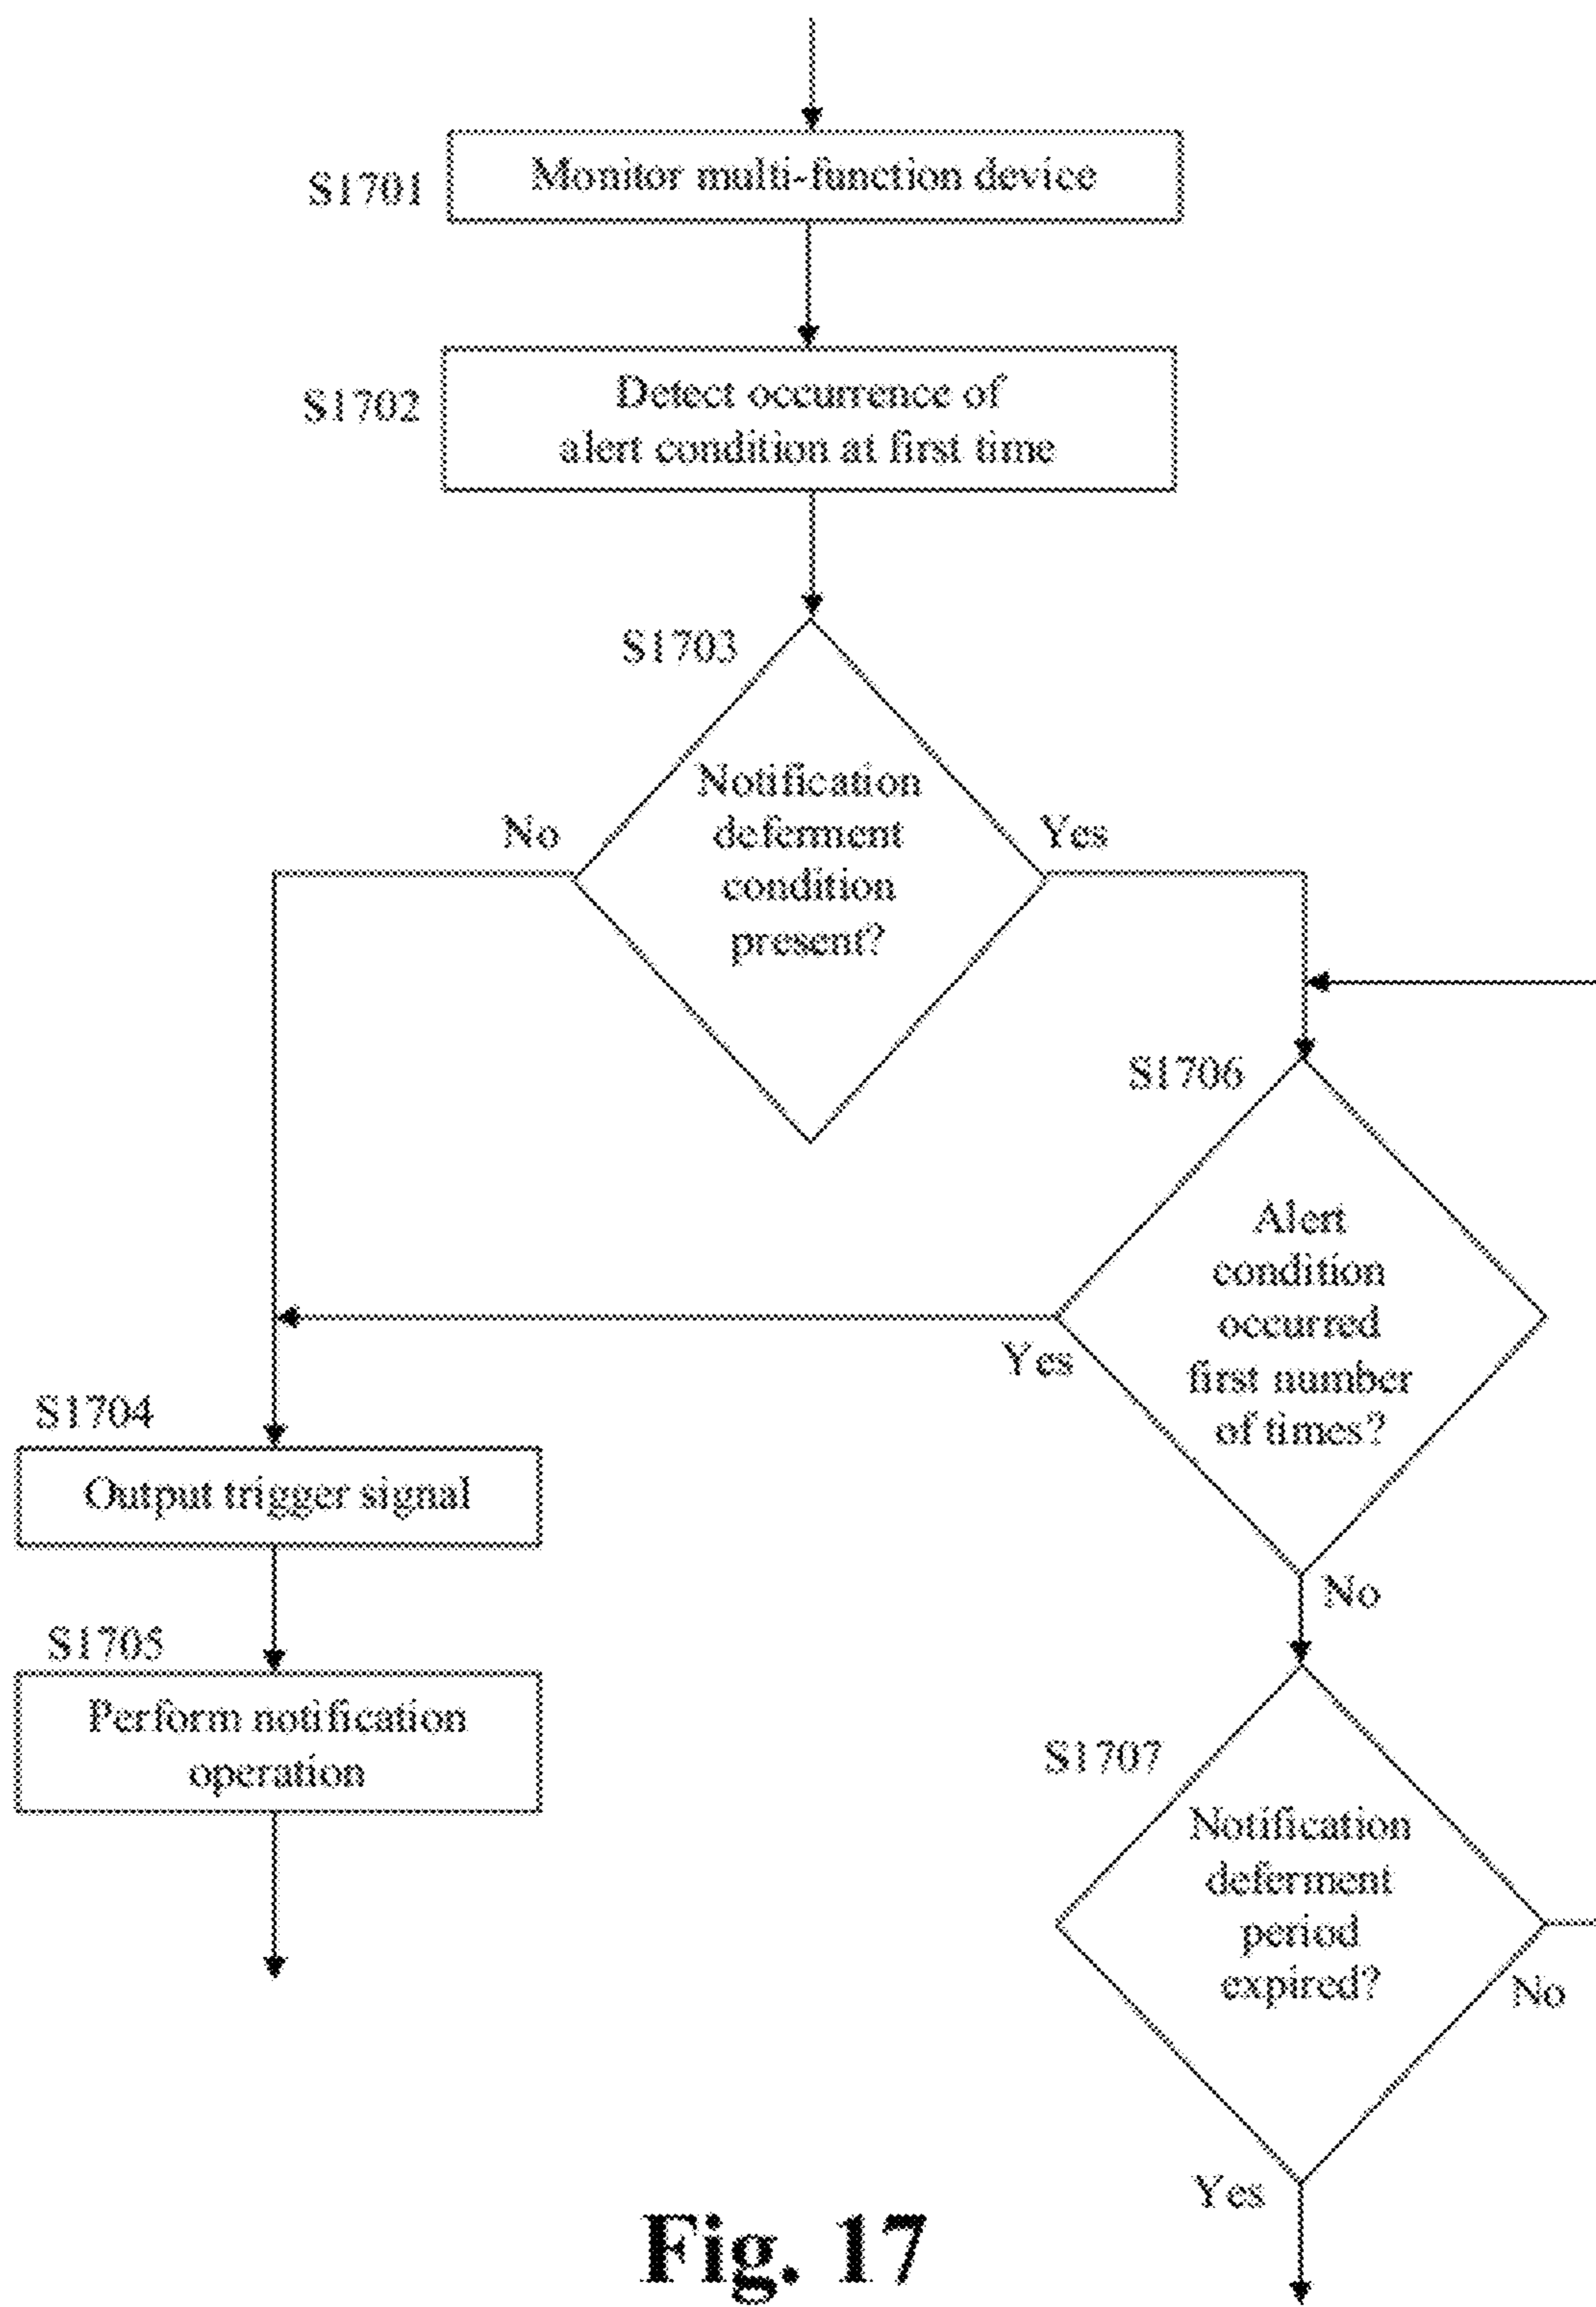 S1701
Monitor multi-function device
S1702
Detect occurrence of
alert condition at first time
S1703
Notification
deferment
condition
present?
No
Yes
S1706
Alert
condition
occurred
first number
of times?
Yes
No
S1704
Output trigger signal
S1705
Perform notification
operation
S1707
Notification
deferment
period
expired?
No
Yes
Fig. 17